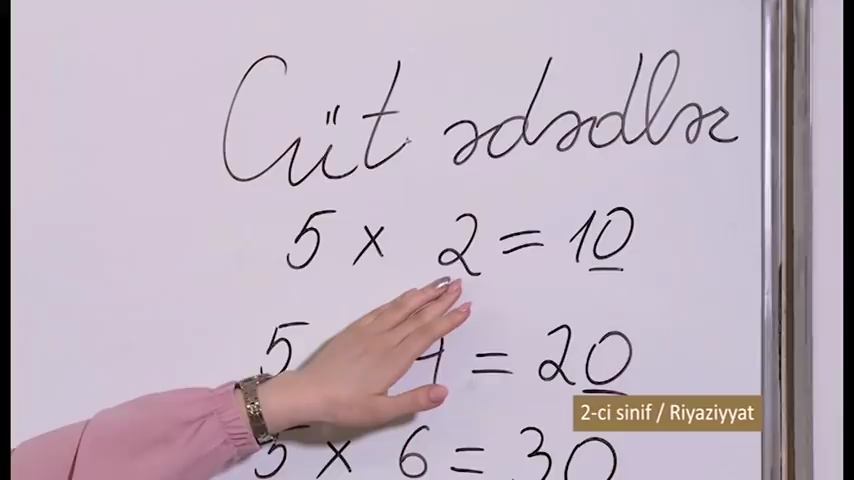 Cüt ədədlər
5 × 2 = 10
5 4 = 20
5 × 6 = 30
2-ci sinif / Riyaziyyat